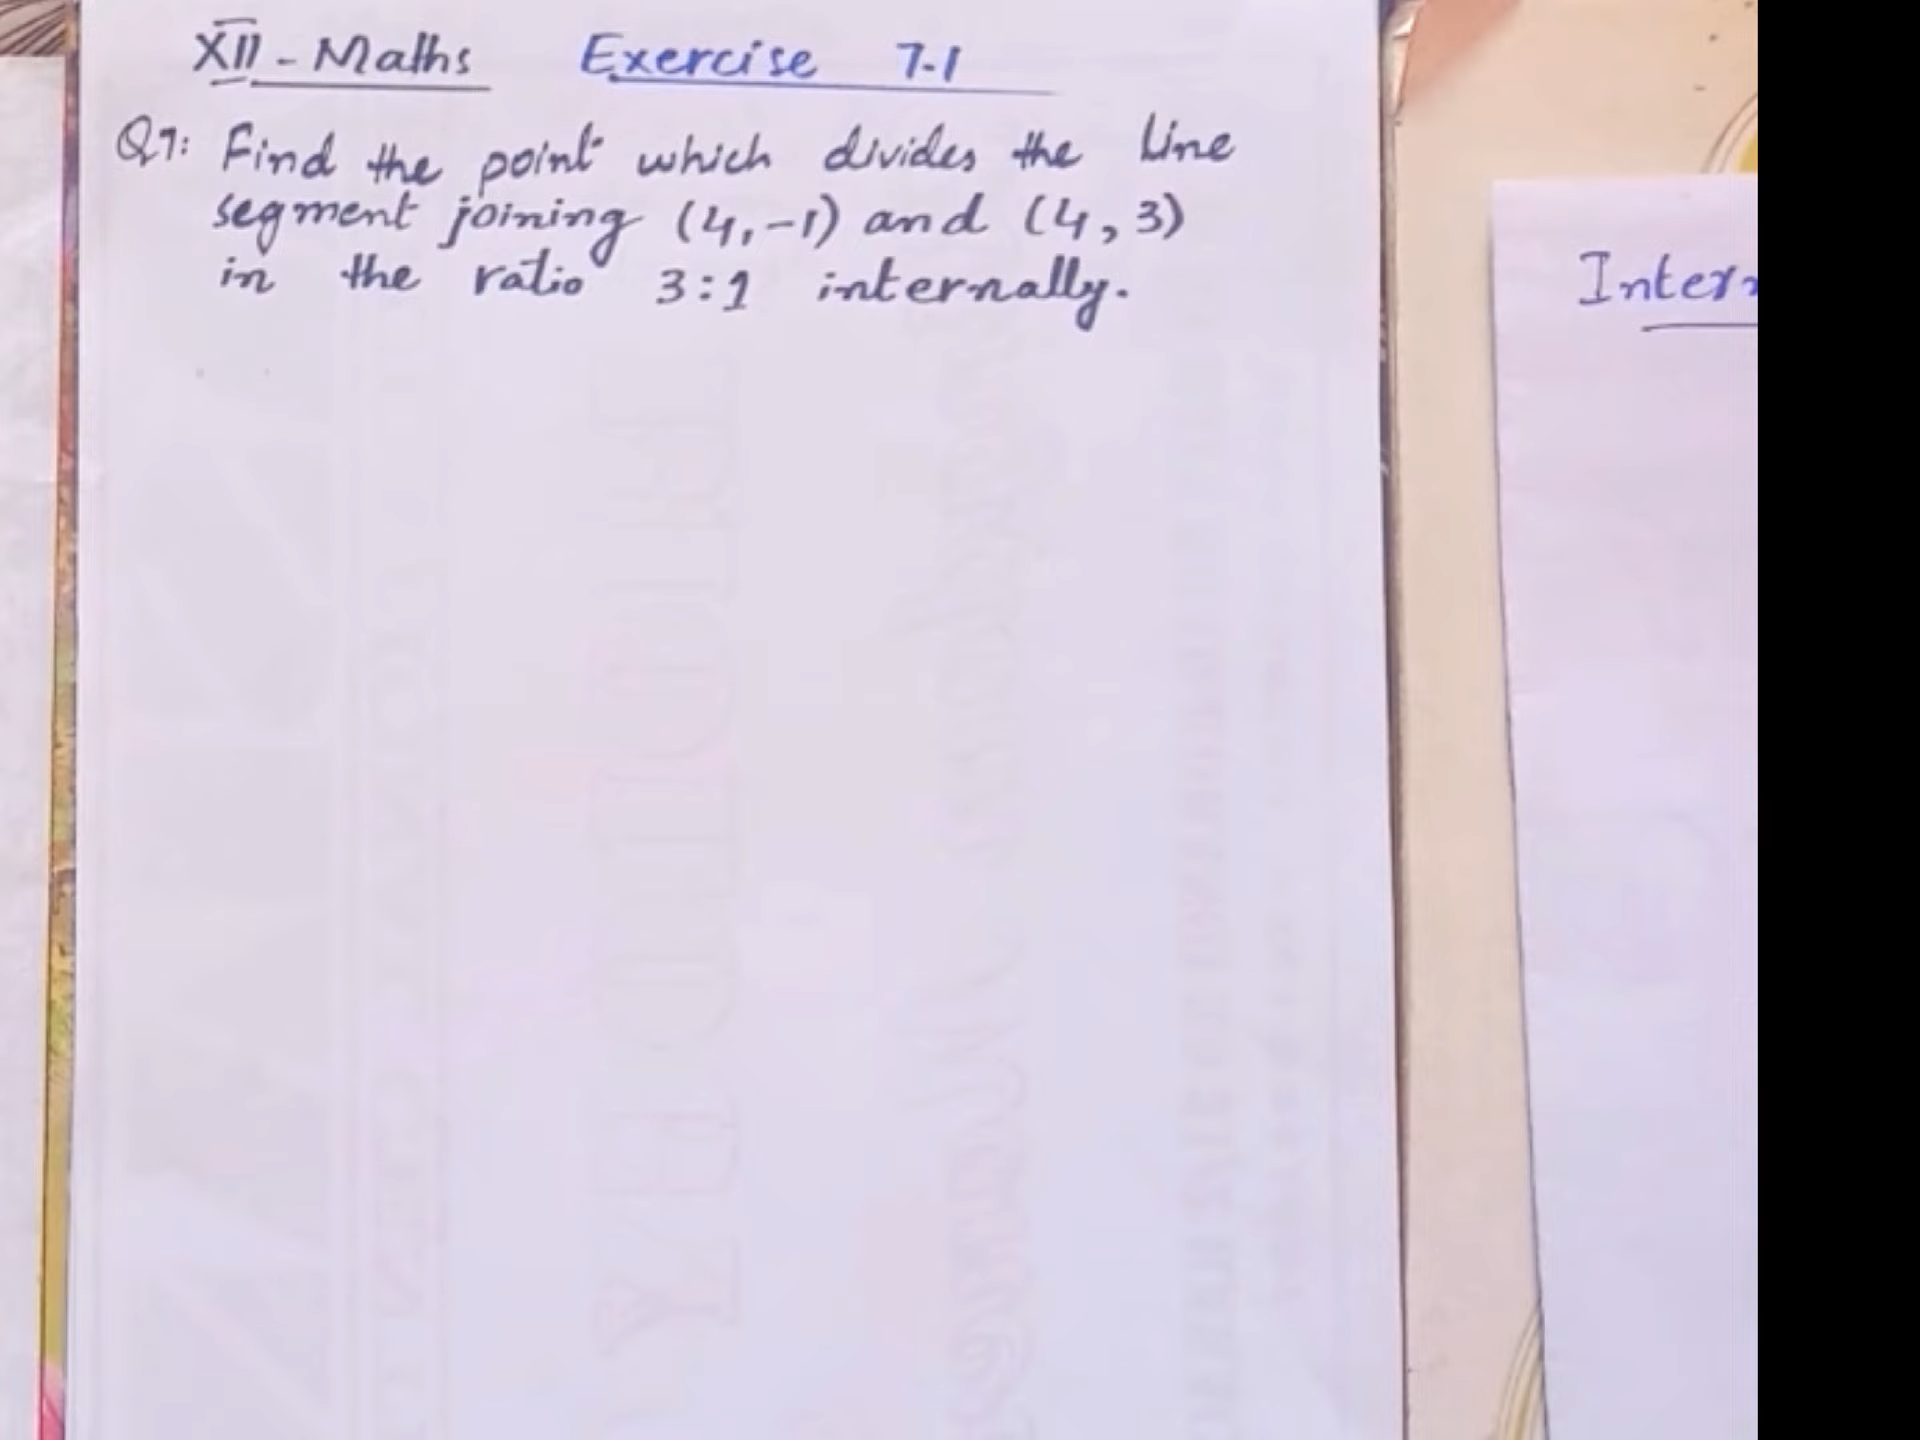 XII - Maths Exercise 7.1
Q7: Find the point which divides the line
segment joining (4,-1) and (4,3)
in the ratio 3:1 internally.
Intern